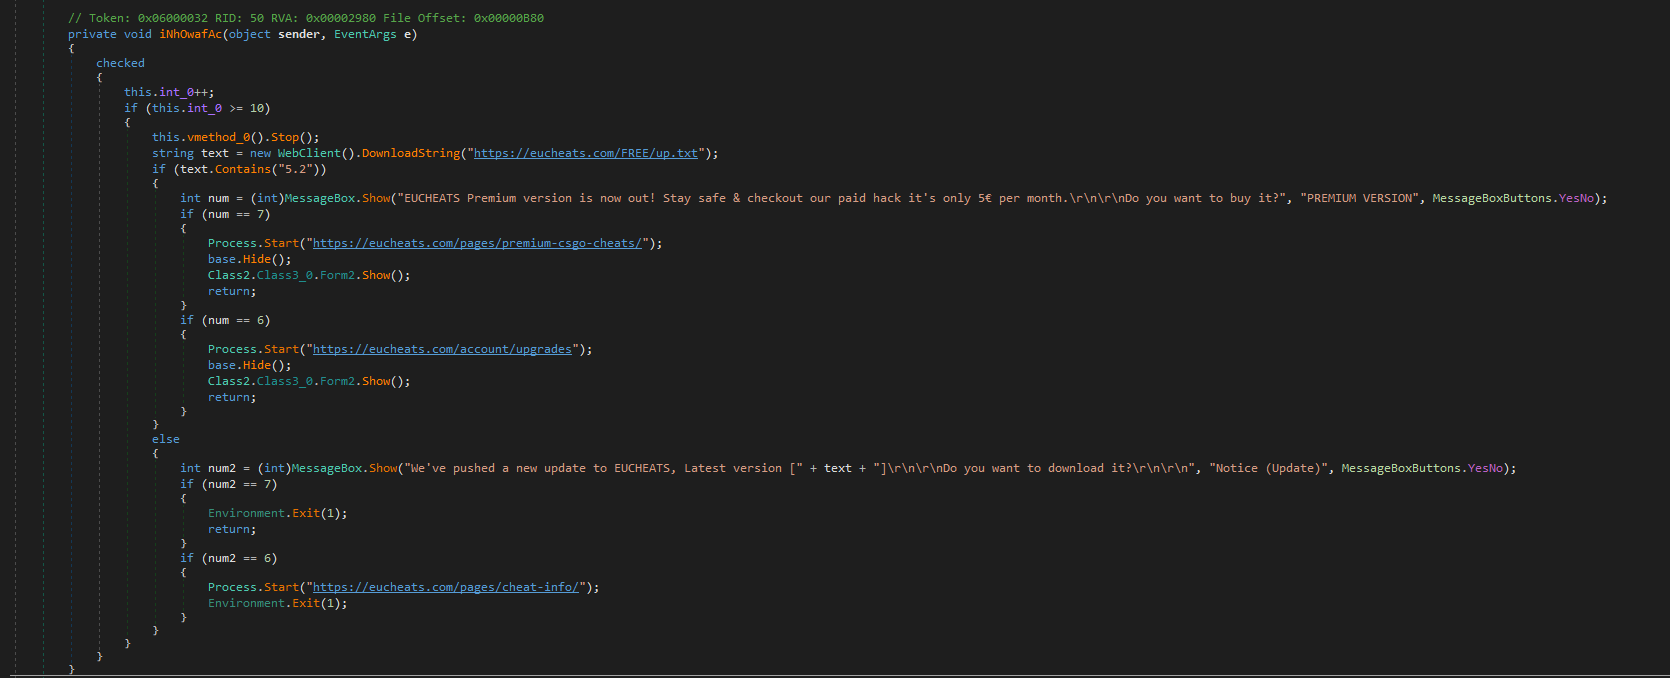 // Token: 0x06000032 RID: 50 RVA: 0x00002980 File Offset: 0x00000B80
private void iNhOwafAc(object sender, EventArgs e)
{
checked
{
this.int_0++;
if (this.int_0 >= 10)
{
this.vmethod_0().Stop();
string text = new WebClient().DownloadString("https://eucheats.com/FREE/up.txt");
if (text.Contains("5.2"))
{
int num = (int)MessageBox.Show("EUCHEATS Premium version is now out! Stay safe & checkout our paid hack it's only 5€ per month.\r\n\r\nDo you want to buy it?", "PREMIUM VERSION", MessageBoxButtons.YesNo);
if (num == 7)
{
Process.Start("https://eucheats.com/pages/premium-csgo-cheats/");
base.Hide();
Class2.Class3_0.Form2.Show();
return;
}
if (num == 6)
{
Process.Start("https://eucheats.com/account/upgrades");
base.Hide();
Class2.Class3_0.Form2.Show();
return;
}
}
else
{
int num2 = (int)MessageBox.Show("We've pushed a new update to EUCHEATS, Latest version [" + text + "]\r\n\r\nDo you want to download it?\r\n\r\n", "Notice (Update)", MessageBoxButtons.YesNo);
if (num2 == 7)
{
Environment.Exit(1);
return;
}
if (num2 == 6)
{
Process.Start("https://eucheats.com/pages/cheat-info/");
Environment.Exit(1);
}
}
}
}
}